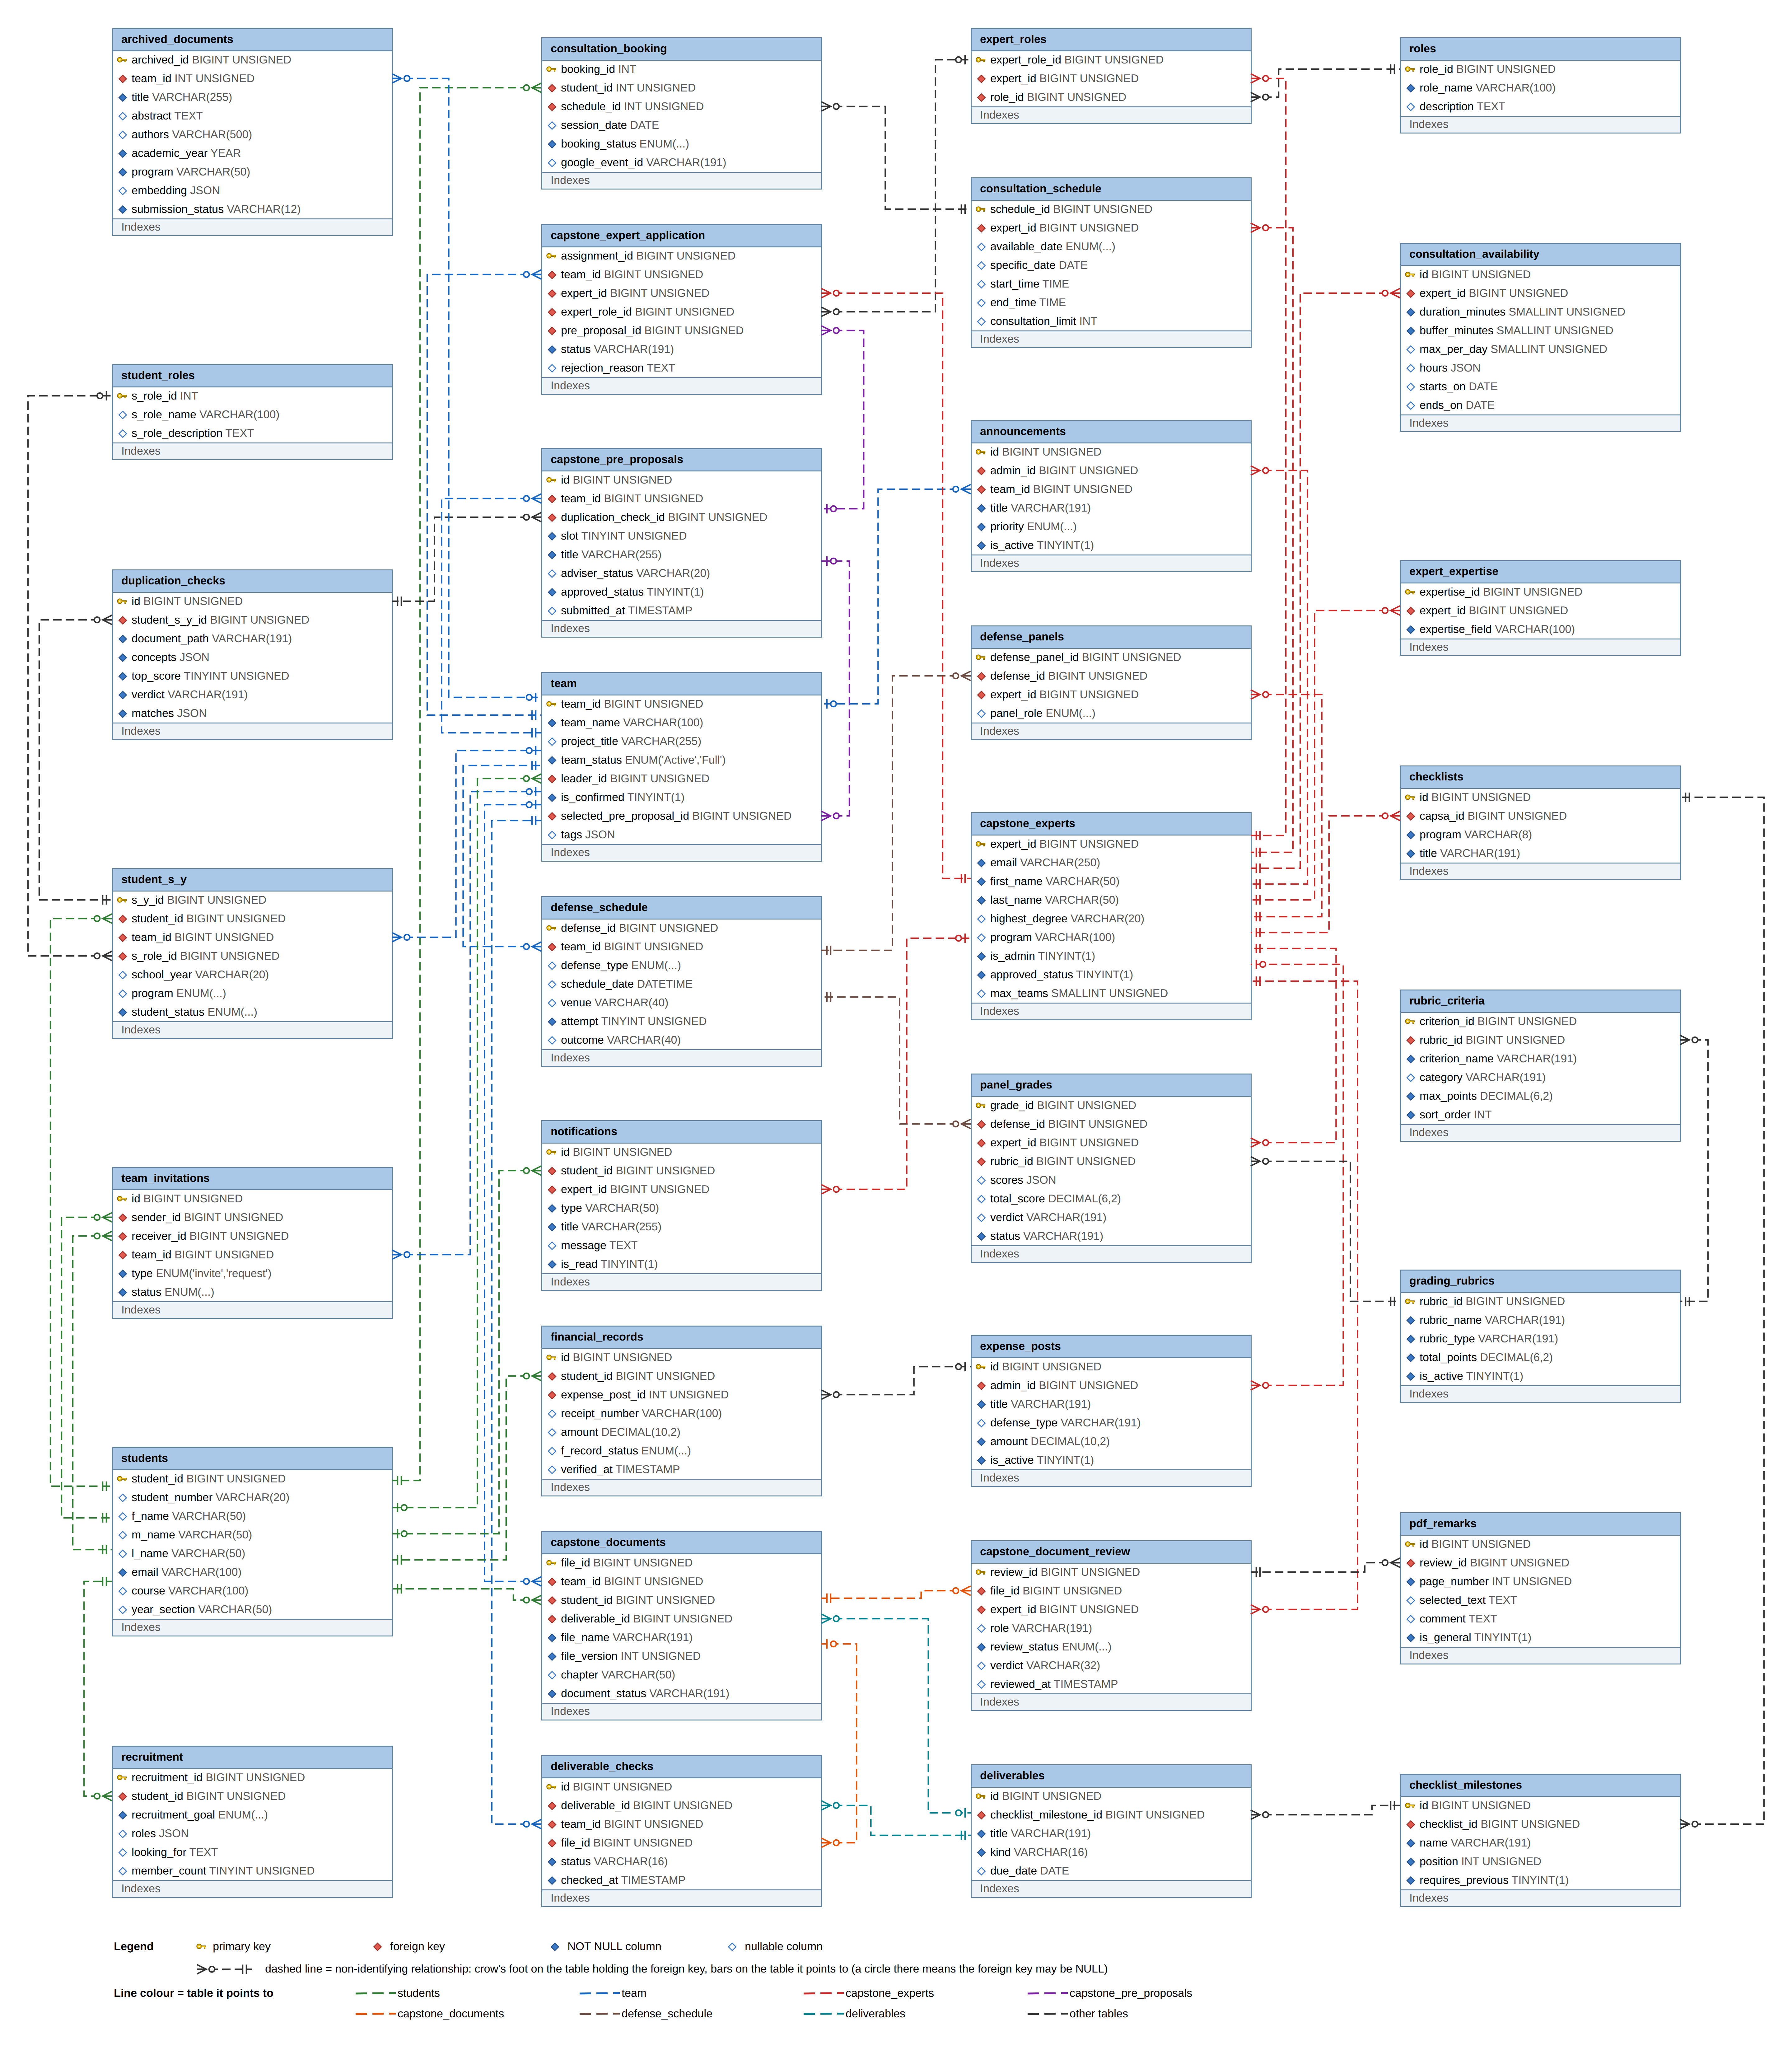 archived_documents
archived_id BIGINT UNSIGNED
team_id INT UNSIGNED
title VARCHAR(255)
abstract TEXT
authors VARCHAR(500)
academic_year YEAR
program VARCHAR(50)
embedding JSON
submission_status VARCHAR(12)
Indexes
student_roles
s_role_id INT
s_role_name VARCHAR(100)
s_role_description TEXT
Indexes
duplication_checks
id BIGINT UNSIGNED
student_s_y_id BIGINT UNSIGNED
document_path VARCHAR(191)
concepts JSON
top_score TINYINT UNSIGNED
verdict VARCHAR(191)
matches JSON
Indexes
student_s_y
s_y_id BIGINT UNSIGNED
student_id BIGINT UNSIGNED
team_id BIGINT UNSIGNED
s_role_id BIGINT UNSIGNED
school_year VARCHAR(20)
program ENUM(...)
student_status ENUM(...)
Indexes
team_invitations
id BIGINT UNSIGNED
sender_id BIGINT UNSIGNED
receiver_id BIGINT UNSIGNED
team_id BIGINT UNSIGNED
type ENUM('invite','request')
status ENUM(...)
Indexes
students
student_id BIGINT UNSIGNED
student_number VARCHAR(20)
f_name VARCHAR(50)
m_name VARCHAR(50)
l_name VARCHAR(50)
email VARCHAR(100)
course VARCHAR(100)
year_section VARCHAR(50)
Indexes
recruitment
recruitment_id BIGINT UNSIGNED
student_id BIGINT UNSIGNED
recruitment_goal ENUM(...)
roles JSON
looking_for TEXT
member_count TINYINT UNSIGNED
Indexes
consultation_booking
booking_id INT
student_id INT UNSIGNED
schedule_id INT UNSIGNED
session_date DATE
booking_status ENUM(...)
google_event_id VARCHAR(191)
Indexes
capstone_expert_application
assignment_id BIGINT UNSIGNED
team_id BIGINT UNSIGNED
expert_id BIGINT UNSIGNED
expert_role_id BIGINT UNSIGNED
pre_proposal_id BIGINT UNSIGNED
status VARCHAR(191)
rejection_reason TEXT
Indexes
capstone_pre_proposals
id BIGINT UNSIGNED
team_id BIGINT UNSIGNED
duplication_check_id BIGINT UNSIGNED
slot TINYINT UNSIGNED
title VARCHAR(255)
adviser_status VARCHAR(20)
approved_status TINYINT(1)
submitted_at TIMESTAMP
Indexes
team
team_id BIGINT UNSIGNED
team_name VARCHAR(100)
project_title VARCHAR(255)
team_status ENUM('Active','Full')
leader_id BIGINT UNSIGNED
is_confirmed TINYINT(1)
selected_pre_proposal_id BIGINT UNSIGNED
tags JSON
Indexes
defense_schedule
defense_id BIGINT UNSIGNED
team_id BIGINT UNSIGNED
defense_type ENUM(...)
schedule_date DATETIME
venue VARCHAR(40)
attempt TINYINT UNSIGNED
outcome VARCHAR(40)
Indexes
notifications
id BIGINT UNSIGNED
student_id BIGINT UNSIGNED
expert_id BIGINT UNSIGNED
type VARCHAR(50)
title VARCHAR(255)
message TEXT
is_read TINYINT(1)
Indexes
financial_records
id BIGINT UNSIGNED
student_id BIGINT UNSIGNED
expense_post_id INT UNSIGNED
receipt_number VARCHAR(100)
amount DECIMAL(10,2)
f_record_status ENUM(...)
verified_at TIMESTAMP
Indexes
capstone_documents
file_id BIGINT UNSIGNED
team_id BIGINT UNSIGNED
student_id BIGINT UNSIGNED
deliverable_id BIGINT UNSIGNED
file_name VARCHAR(191)
file_version INT UNSIGNED
chapter VARCHAR(50)
document_status VARCHAR(191)
Indexes
deliverable_checks
id BIGINT UNSIGNED
deliverable_id BIGINT UNSIGNED
team_id BIGINT UNSIGNED
file_id BIGINT UNSIGNED
status VARCHAR(16)
checked_at TIMESTAMP
Indexes
expert_roles
expert_role_id BIGINT UNSIGNED
expert_id BIGINT UNSIGNED
role_id BIGINT UNSIGNED
Indexes
consultation_schedule
schedule_id BIGINT UNSIGNED
expert_id BIGINT UNSIGNED
available_date ENUM(...)
specific_date DATE
start_time TIME
end_time TIME
consultation_limit INT
Indexes
announcements
id BIGINT UNSIGNED
admin_id BIGINT UNSIGNED
team_id BIGINT UNSIGNED
title VARCHAR(191)
priority ENUM(...)
is_active TINYINT(1)
Indexes
defense_panels
defense_panel_id BIGINT UNSIGNED
defense_id BIGINT UNSIGNED
expert_id BIGINT UNSIGNED
panel_role ENUM(...)
Indexes
capstone_experts
expert_id BIGINT UNSIGNED
email VARCHAR(250)
first_name VARCHAR(50)
last_name VARCHAR(50)
highest_degree VARCHAR(20)
program VARCHAR(100)
is_admin TINYINT(1)
approved_status TINYINT(1)
max_teams SMALLINT UNSIGNED
Indexes
panel_grades
grade_id BIGINT UNSIGNED
defense_id BIGINT UNSIGNED
expert_id BIGINT UNSIGNED
rubric_id BIGINT UNSIGNED
scores JSON
total_score DECIMAL(6,2)
verdict VARCHAR(191)
status VARCHAR(191)
Indexes
expense_posts
id BIGINT UNSIGNED
admin_id BIGINT UNSIGNED
title VARCHAR(191)
defense_type VARCHAR(191)
amount DECIMAL(10,2)
is_active TINYINT(1)
Indexes
capstone_document_review
review_id BIGINT UNSIGNED
file_id BIGINT UNSIGNED
expert_id BIGINT UNSIGNED
role VARCHAR(191)
review_status ENUM(...)
verdict VARCHAR(32)
reviewed_at TIMESTAMP
Indexes
deliverables
id BIGINT UNSIGNED
checklist_milestone_id BIGINT UNSIGNED
title VARCHAR(191)
kind VARCHAR(16)
due_date DATE
Indexes
roles
role_id BIGINT UNSIGNED
role_name VARCHAR(100)
description TEXT
Indexes
consultation_availability
id BIGINT UNSIGNED
expert_id BIGINT UNSIGNED
duration_minutes SMALLINT UNSIGNED
buffer_minutes SMALLINT UNSIGNED
max_per_day SMALLINT UNSIGNED
hours JSON
starts_on DATE
ends_on DATE
Indexes
expert_expertise
expertise_id BIGINT UNSIGNED
expert_id BIGINT UNSIGNED
expertise_field VARCHAR(100)
Indexes
checklists
id BIGINT UNSIGNED
capsa_id BIGINT UNSIGNED
program VARCHAR(8)
title VARCHAR(191)
Indexes
rubric_criteria
criterion_id BIGINT UNSIGNED
rubric_id BIGINT UNSIGNED
criterion_name VARCHAR(191)
category VARCHAR(191)
max_points DECIMAL(6,2)
sort_order INT
Indexes
grading_rubrics
rubric_id BIGINT UNSIGNED
rubric_name VARCHAR(191)
rubric_type VARCHAR(191)
total_points DECIMAL(6,2)
is_active TINYINT(1)
Indexes
pdf_remarks
id BIGINT UNSIGNED
review_id BIGINT UNSIGNED
page_number INT UNSIGNED
selected_text TEXT
comment TEXT
is_general TINYINT(1)
Indexes
checklist_milestones
id BIGINT UNSIGNED
checklist_id BIGINT UNSIGNED
name VARCHAR(191)
position INT UNSIGNED
requires_previous TINYINT(1)
Indexes
Legend primary key foreign key NOT NULL column nullable column
dashed line = non-identifying relationship: crow's foot on the table holding the foreign key, bars on the table it points to (a circle there means the foreign key may be NULL)
Line colour = table it points to students team capstone_experts capstone_pre_proposals
capstone_documents defense_schedule deliverables other tables